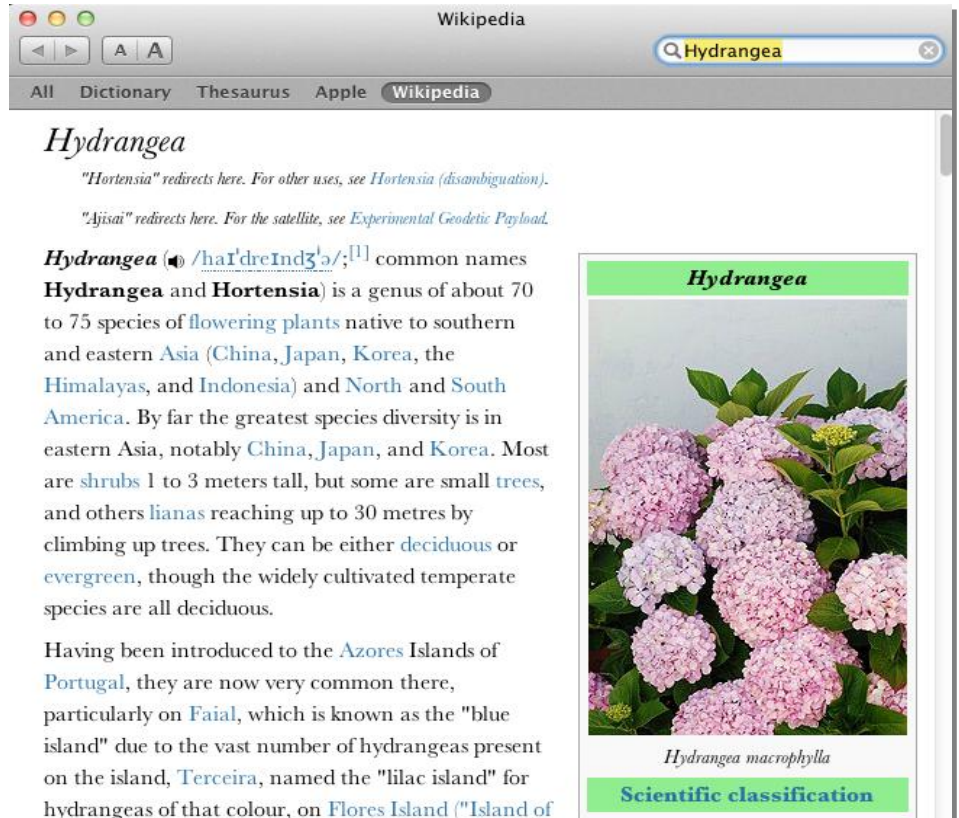 Wikipedia
A A
Hydrangea
All Dictionary Thesaurus Apple Wikipedia
Hydrangea
"Hortensia" redirects here. For other uses, see Hortensia (disambiguation).
"Ajisai" redirects here. For the satellite, see Experimental Geodetic Payload.
Hydrangea (/haɪˈdreɪndʒⁱə/;[1] common names
Hydrangea and Hortensia) is a genus of about 70
to 75 species of flowering plants native to southern
and eastern Asia (China, Japan, Korea, the
Himalayas, and Indonesia) and North and South
America. By far the greatest species diversity is in
eastern Asia, notably China, Japan, and Korea. Most
are shrubs 1 to 3 meters tall, but some are small trees,
and others lianas reaching up to 30 metres by
climbing up trees. They can be either deciduous or
evergreen, though the widely cultivated temperate
species are all deciduous.
Having been introduced to the Azores Islands of
Portugal, they are now very common there,
particularly on Faial, which is known as the "blue
island" due to the vast number of hydrangeas present
on the island, Terceira, named the "lilac island" for
hydrangeas of that colour, on Flores Island ("Island of
Hydrangea
Hydrangea macrophylla
Scientific classification